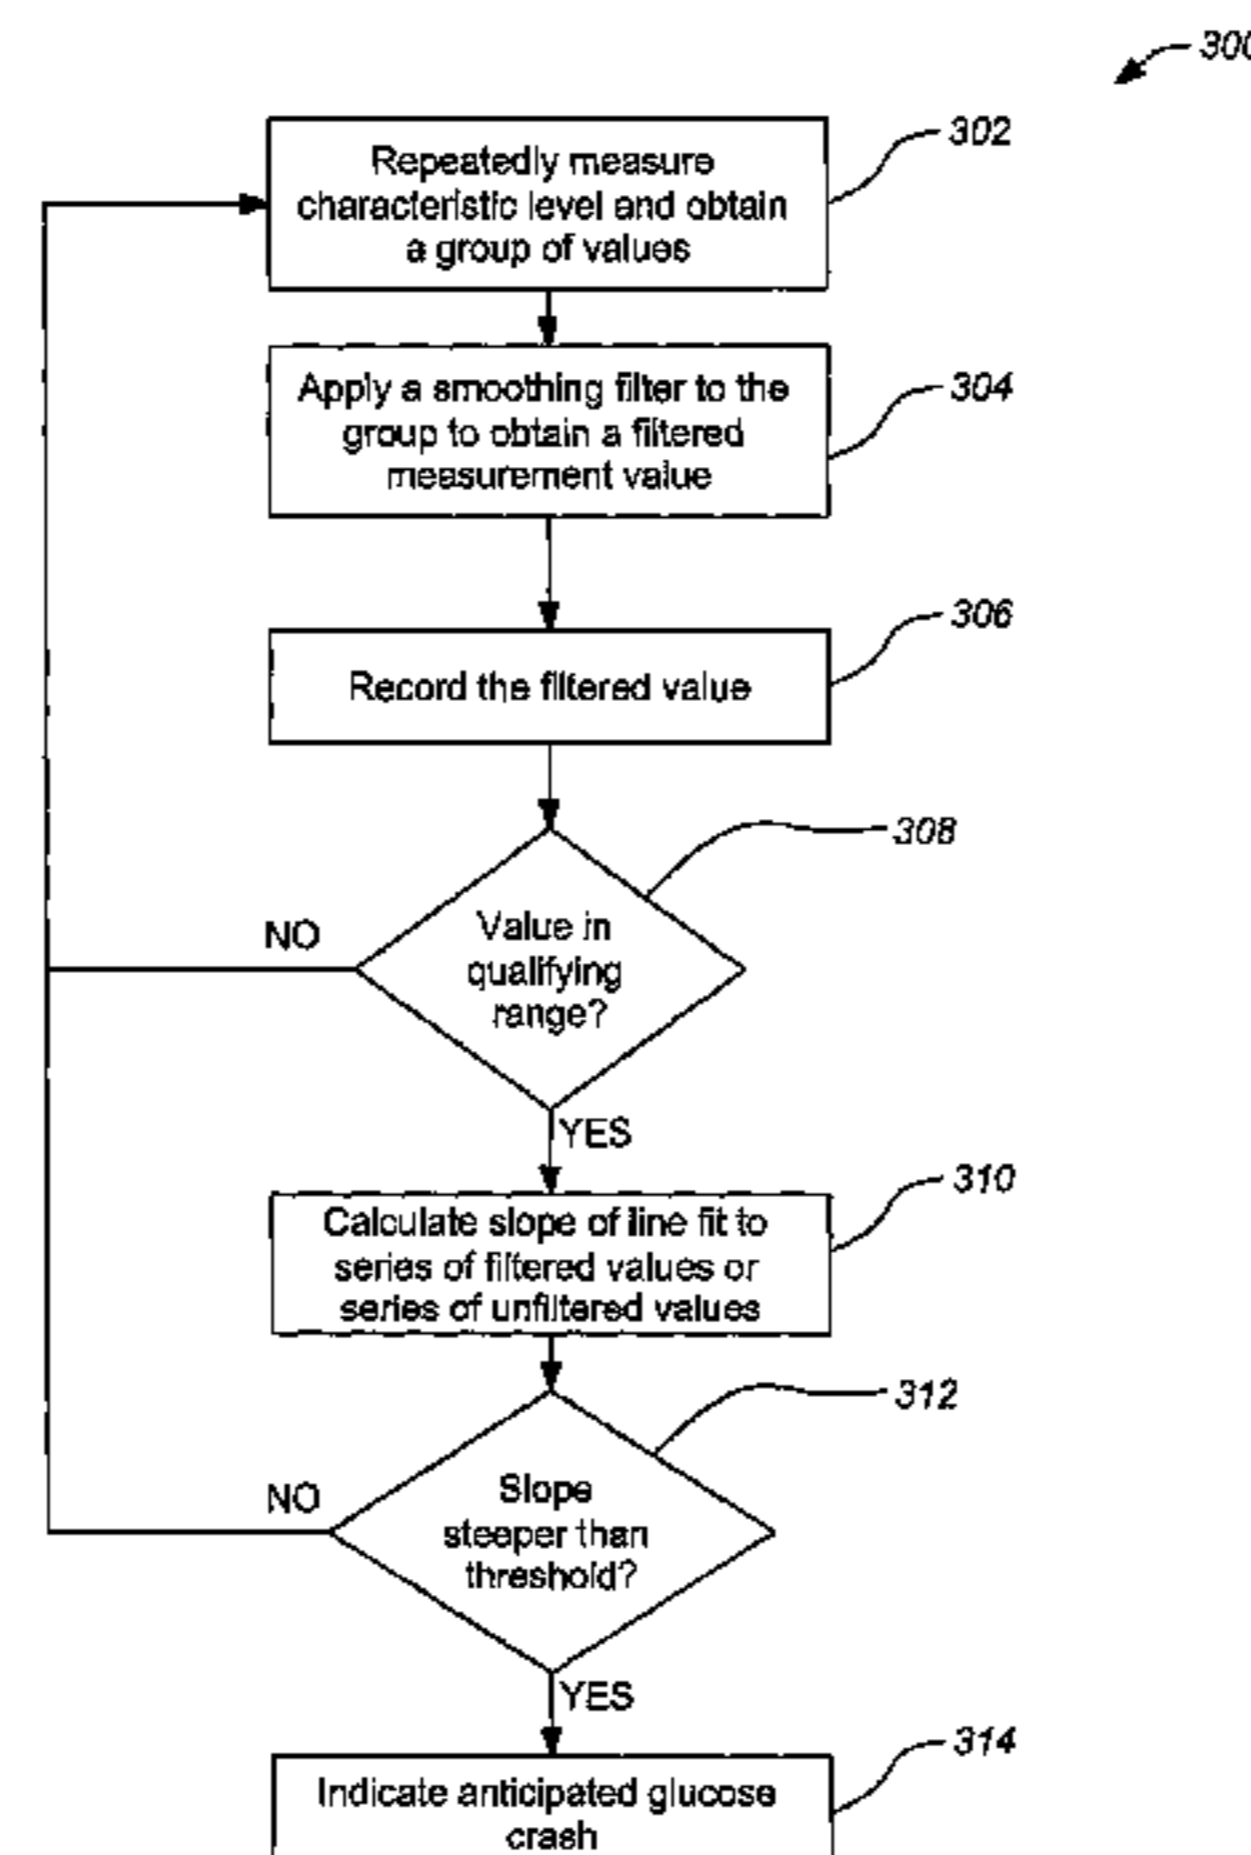 300
302
Repeatedly measure
characteristic level and obtain
a group of values
304
Apply a smoothing filter to the
group to obtain a filtered
measurement value
306
Record the filtered value
308
NO
Value in
qualifying
range?
YES
310
Calculate slope of line fit to
series of filtered values or
series of unfiltered values
312
NO
Slope
steeper than
threshold?
YES
314
Indicate anticipated glucose
crash